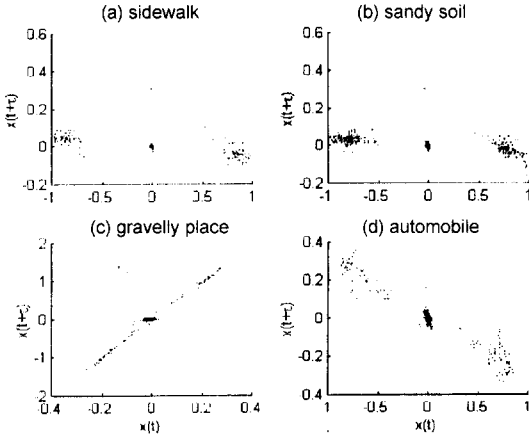 (a) sidewalk
(b) sandy soil
0.6
0.4
0.2
0
-0.2
x(t+τ)
-1 -0.5 0 0.5 1
0.6
0.4
0.2
0
-0.2
x(t+τ)
-1 -0.5 0 0.5 1
(c) gravelly place
(d) automobile
2
1
0
-1
-2
x(t+τ)
-0.4 -0.2 0 0.2 0.4
x(t)
0.4
0.2
0
0.2
0.4
x(t+τ)
-1 -0.5 0 0.5 1
x(t)